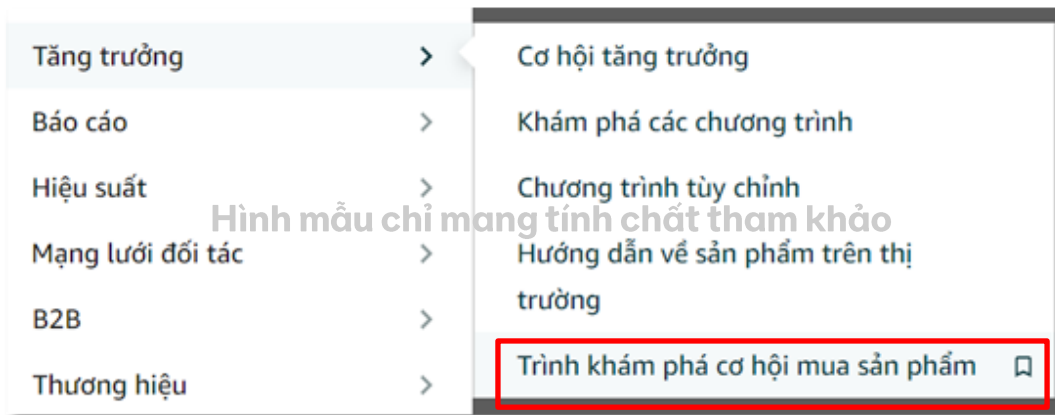 Tăng trưởng
Báo cáo
Hiệu suất
Mạng lưới đối tác
B2B
Thương hiệu
Cơ hội tăng trưởng
Khám phá các chương trình
Chương trình tùy chỉnh
Hướng dẫn về sản phẩm trên thị
trường
Trình khám phá cơ hội mua sản phẩm
Hình mẫu chỉ mang tính chất tham khảo